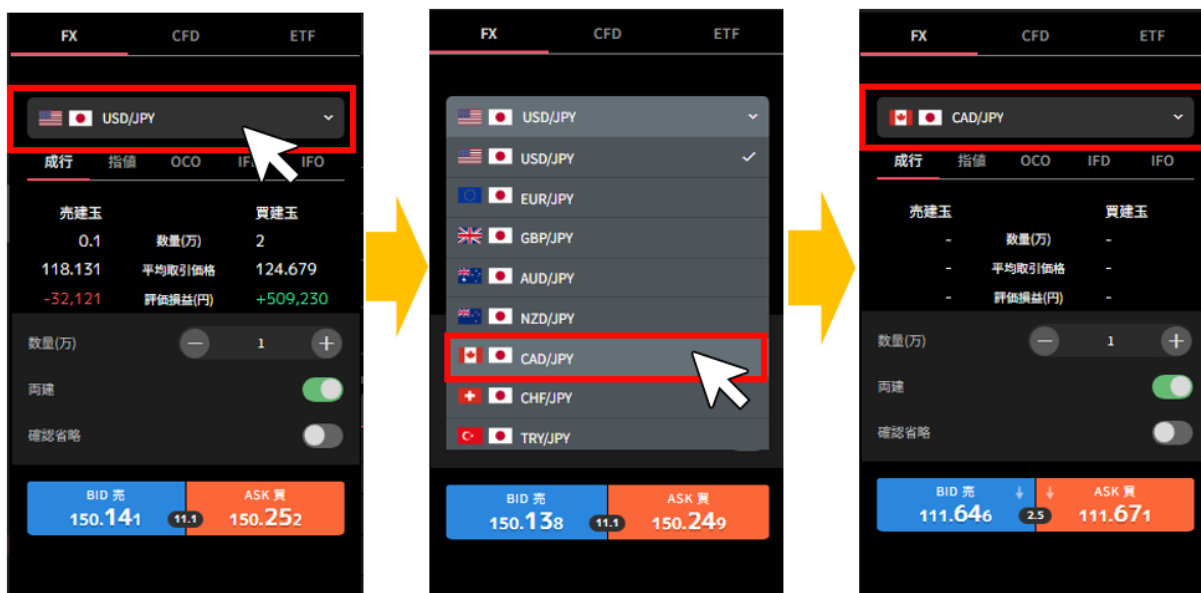 FX CFD ETF
USD/JPY
成行 指値 OCO IFD IFO
売建玉 買建玉
0.1 数量(万) 2
118.131 平均取引価格 124.679
-32,121 評価損益(円) +509,230
数量(万) 1
両建
確認省略
BID 売 ASK 買
150.141 11.1 150.252
FX CFD ETF
USD/JPY
USD/JPY
EUR/JPY
GBP/JPY
AUD/JPY
NZD/JPY
CAD/JPY
CHF/JPY
TRY/JPY
BID 売 ASK 買
150.138 11.1 150.249
FX CFD ETF
CAD/JPY
成行 指値 OCO IFD IFO
売建玉 買建玉
- 数量(万) -
- 平均取引価格 -
- 評価損益(円) -
数量(万) 1
両建
確認省略
BID 売 ASK 買
111.646 2.5 111.671